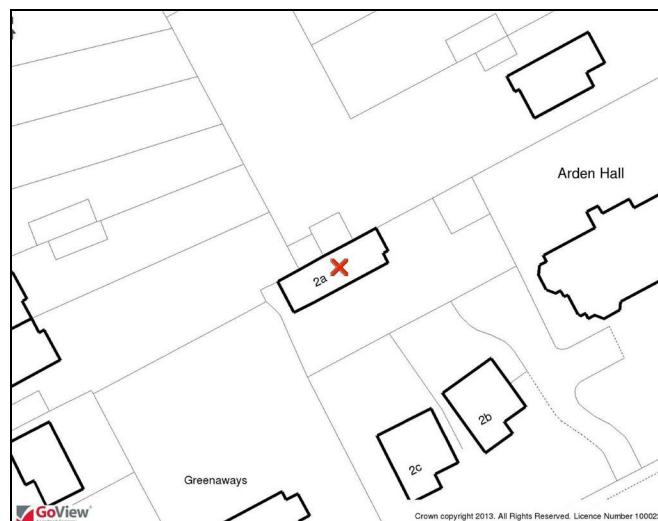 Arden Hall
2a
2b
2c
Greenaways
GoView
Crown copyright 2013. All Rights Reserved. Licence Number 10002